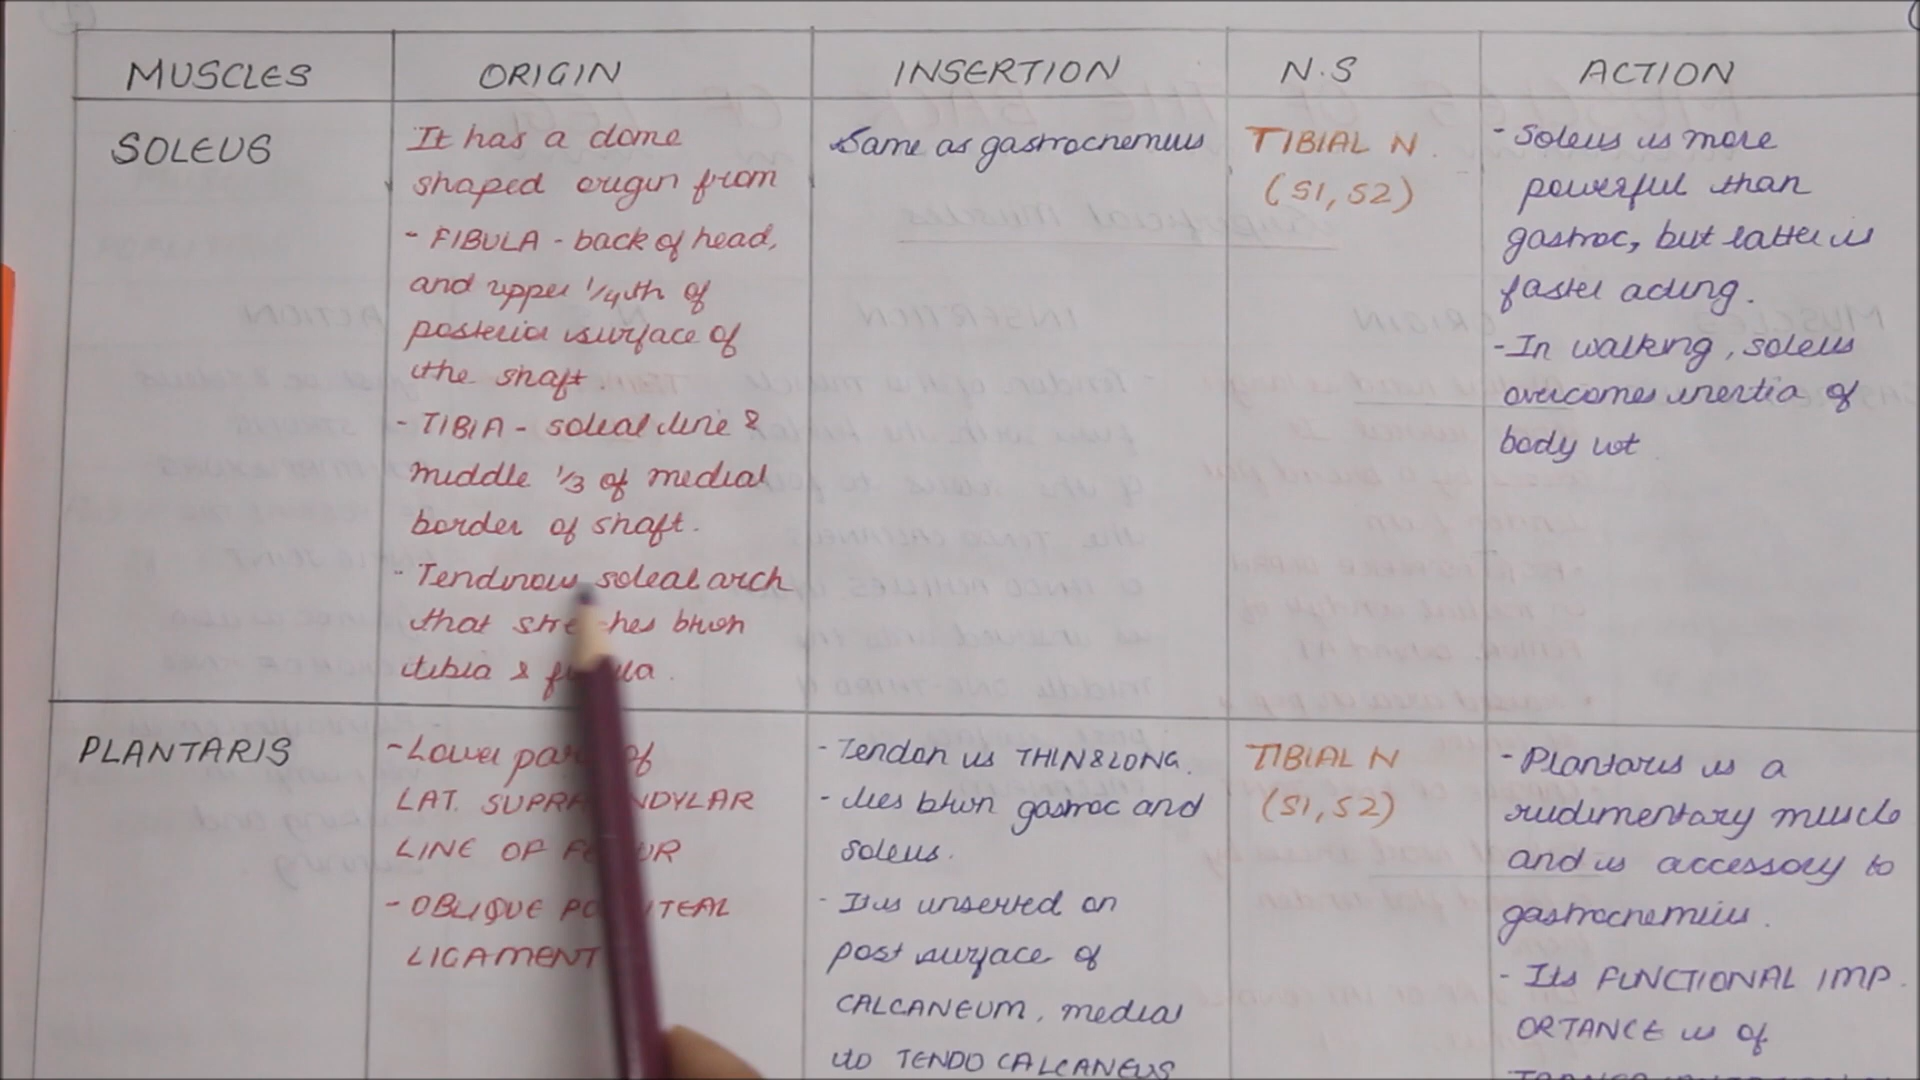 MUSCLES
ORIGIN
INSERTION
N.S
ACTION
SOLEUS
It has a dome
shaped origin from
- FIBULA - back of head,
and upper 1/4th of
posterior surface of
the shaft
- TIBIA - soleal line &
middle 1/3 of medial
border of shaft.
- Tendinous soleal arch
that btwn
tibia &
Same as gastrocnemius
TIBIAL N.
(S1, S2)
- Soleus is more
powerful than
gastroc, but latter is
faster acting.
- In walking, soleus
overcomes inertia of
body wt
PLANTARIS
- Lower of
LAT.
LINE OF
- OBLIQUE
LIGAMENT
- Tendon is THIN & LONG.
- lies btwn gastroc and
soleus.
- It is inserted on
post surface of
CALCANEUM, medial
to TENDO CALCANEUS
TIBIAL N
(S1, S2)
- Plantaris is a
rudimentary muscle
and is accessory to
gastrocnemius.
- Its FUNCTIONAL IMP.
ORTANCE is of